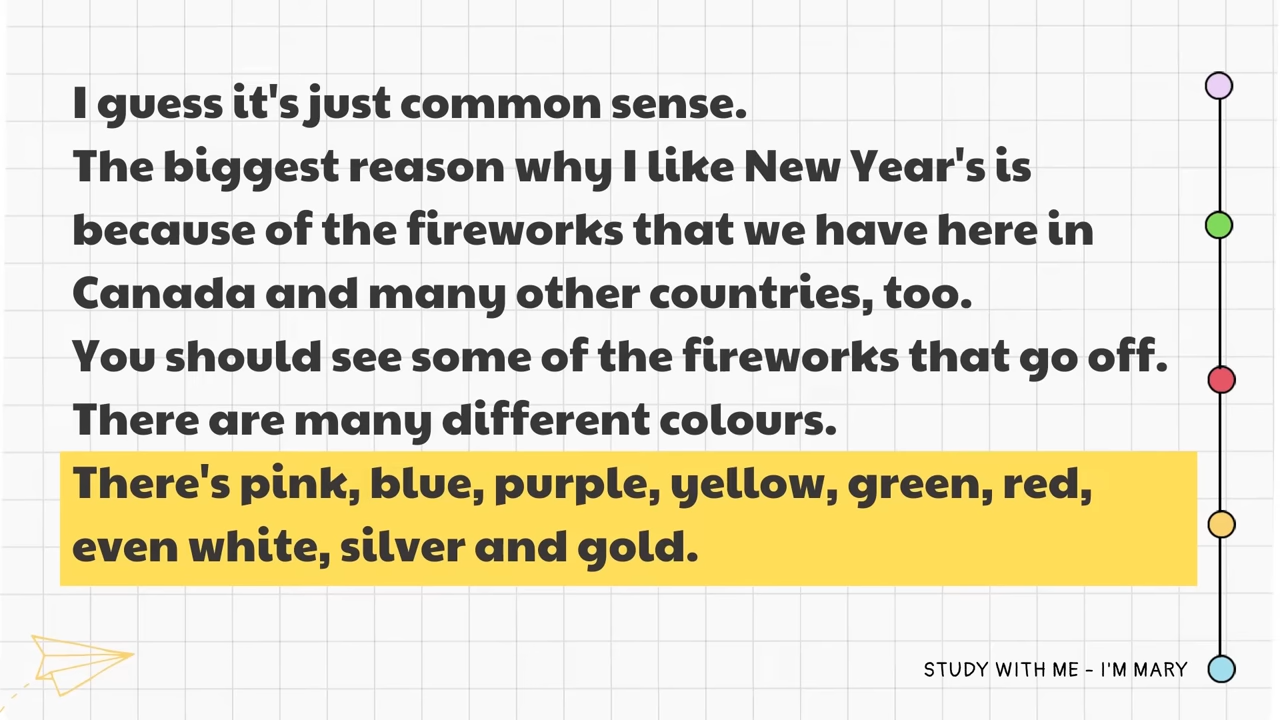 I guess it's just common sense.
The biggest reason why I like New Year's is
because of the fireworks that we have here in
Canada and many other countries, too.
You should see some of the fireworks that go off.
There are many different colours.
There's pink, blue, purple, yellow, green, red,
even white, silver and gold.
STUDY WITH ME - I'M MARY